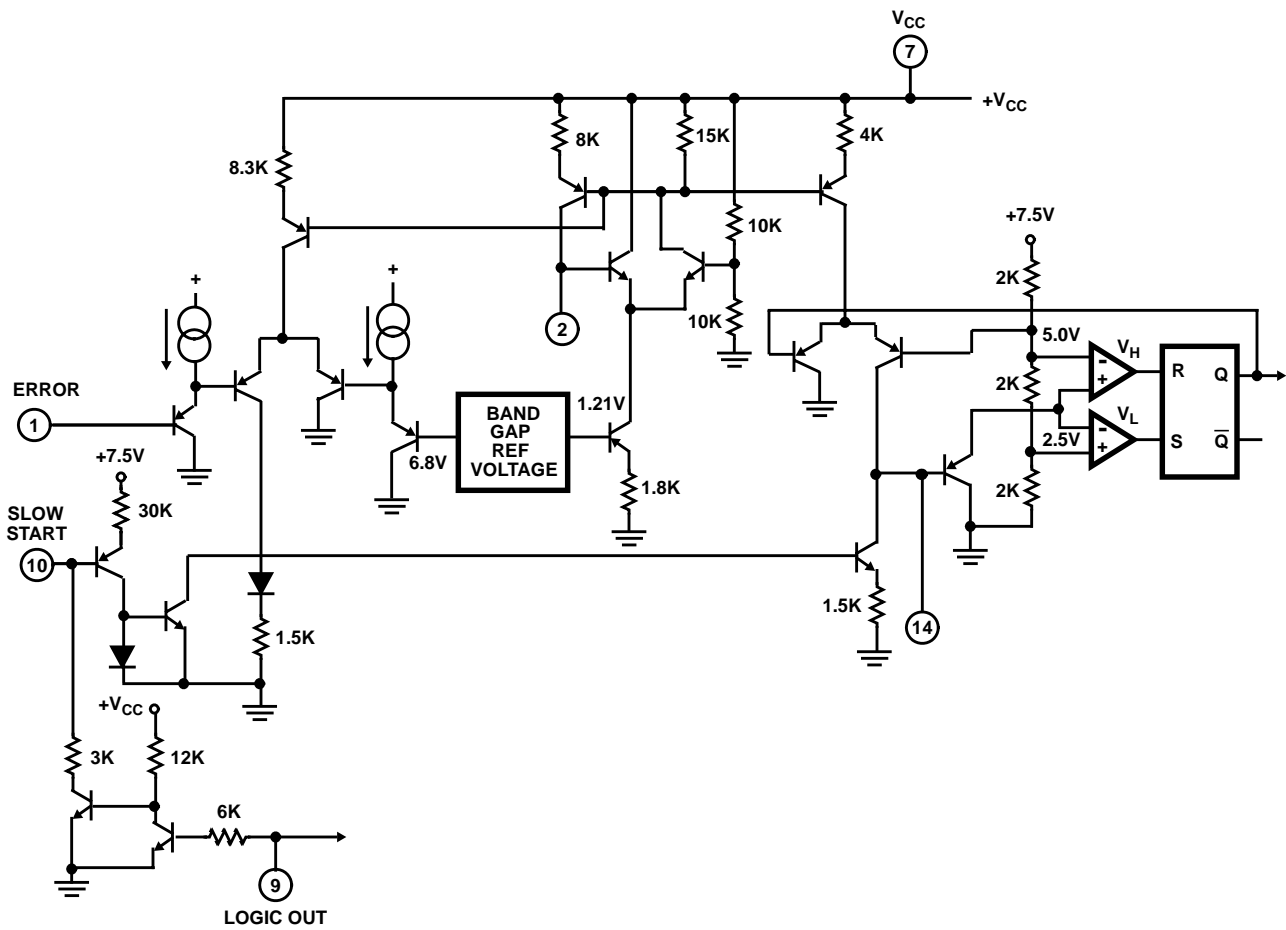 VCC
7
+VCC
8K
15K
4K
8.3K
10K
+7.5V
2K
+
+
10K
2
5.0V
VH
-
+
R
Q
ERROR
1
2K
1.21V
BAND
GAP
REF
VOLTAGE
6.8V
VL
-
+
2.5V
S
Q
+7.5V
30K
1.8K
2K
SLOW
START
10
1.5K
14
1.5K
+VCC
3K
12K
6K
9
LOGIC OUT